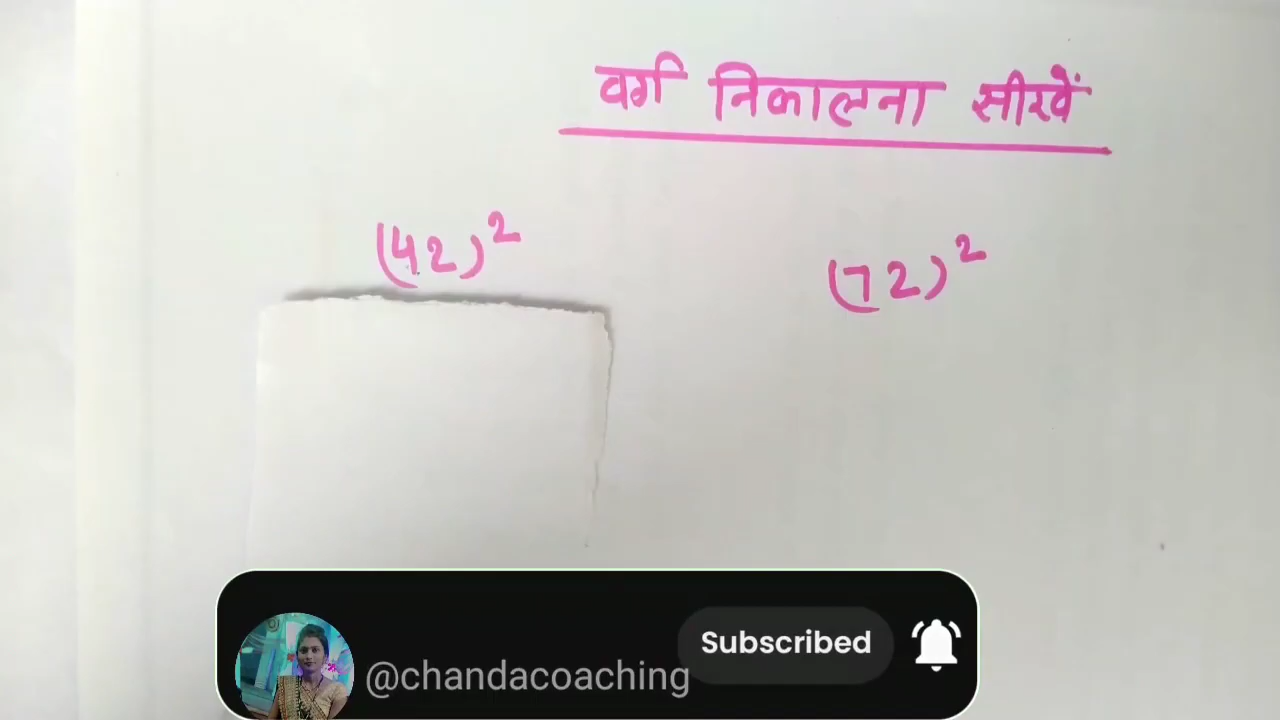 वर्ग निकालना सीखें
(42)²
(72)²
Subscribed
@chandacoaching